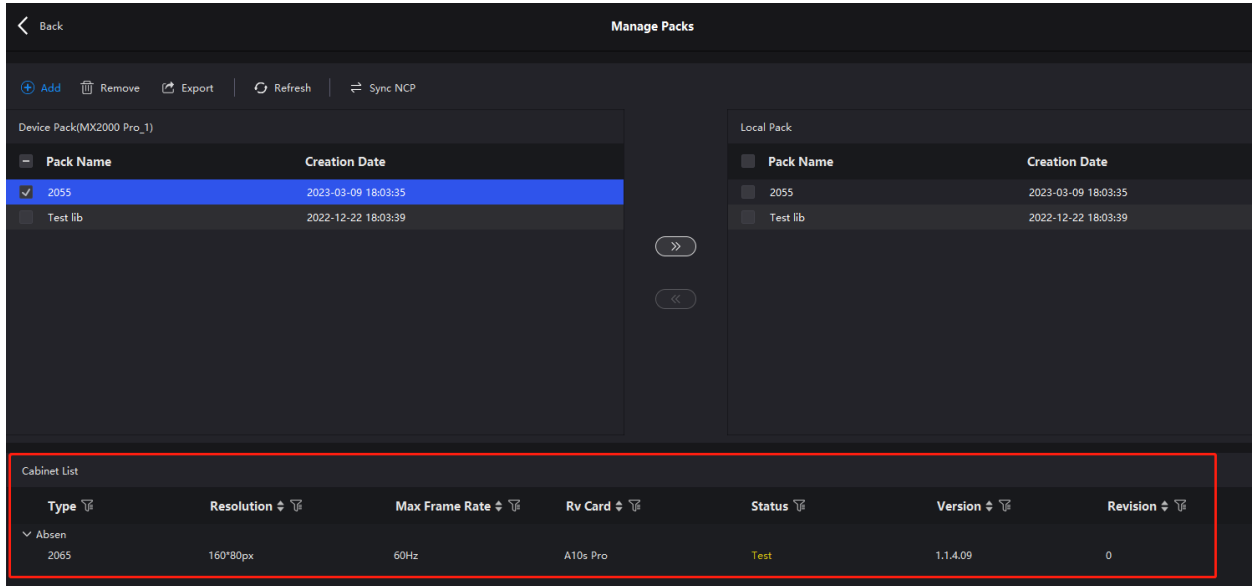 Back
Manage Packs
Add Remove Export Refresh Sync NCP
Device Pack(MX2000 Pro_1)
Pack Name Creation Date
2055 2023-03-09 18:03:35
Test lib 2022-12-22 18:03:39
Local Pack
Pack Name Creation Date
2055 2023-03-09 18:03:35
Test lib 2022-12-22 18:03:39
Cabinet List
Type Resolution Max Frame Rate Rv Card Status Version Revision
Absen
2065 160*80px 60Hz A10s Pro Test 1.1.4.09 0